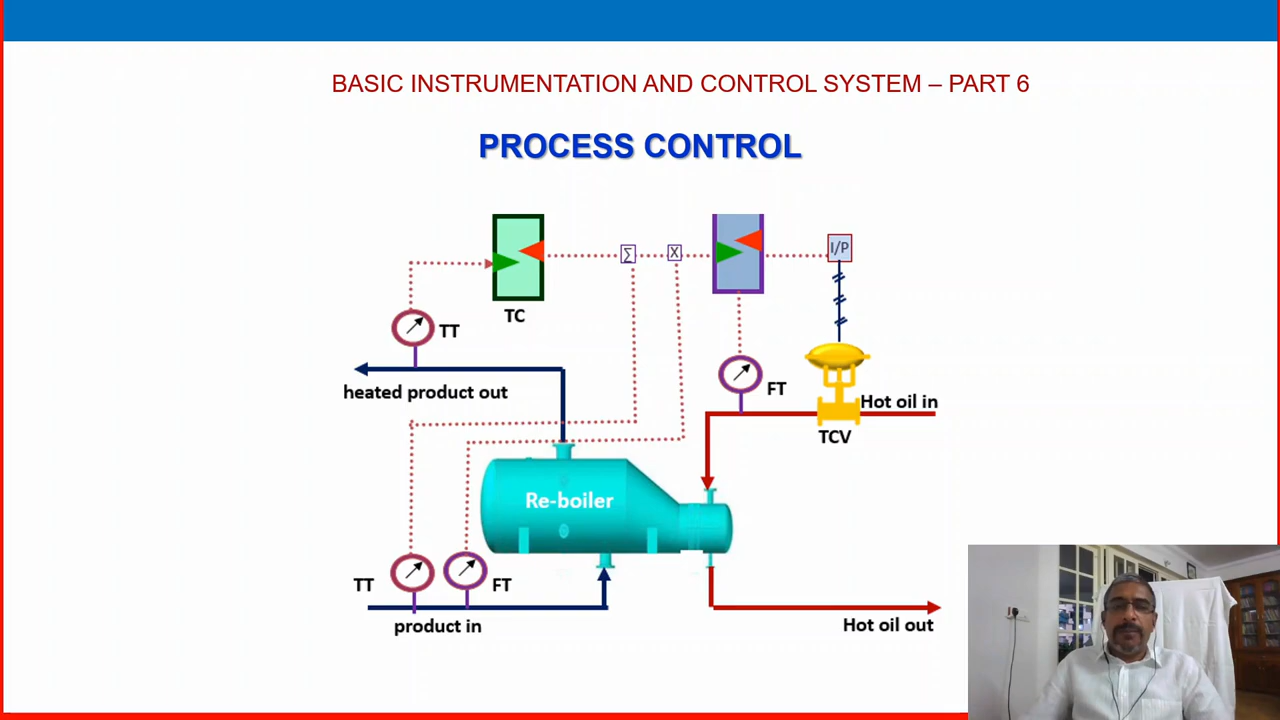 BASIC INSTRUMENTATION AND CONTROL SYSTEM – PART 6
PROCESS CONTROL
∑
X
I/P
TC
TT
FT
heated product out
Hot oil in
TCV
Re-boiler
TT
FT
product in
Hot oil out